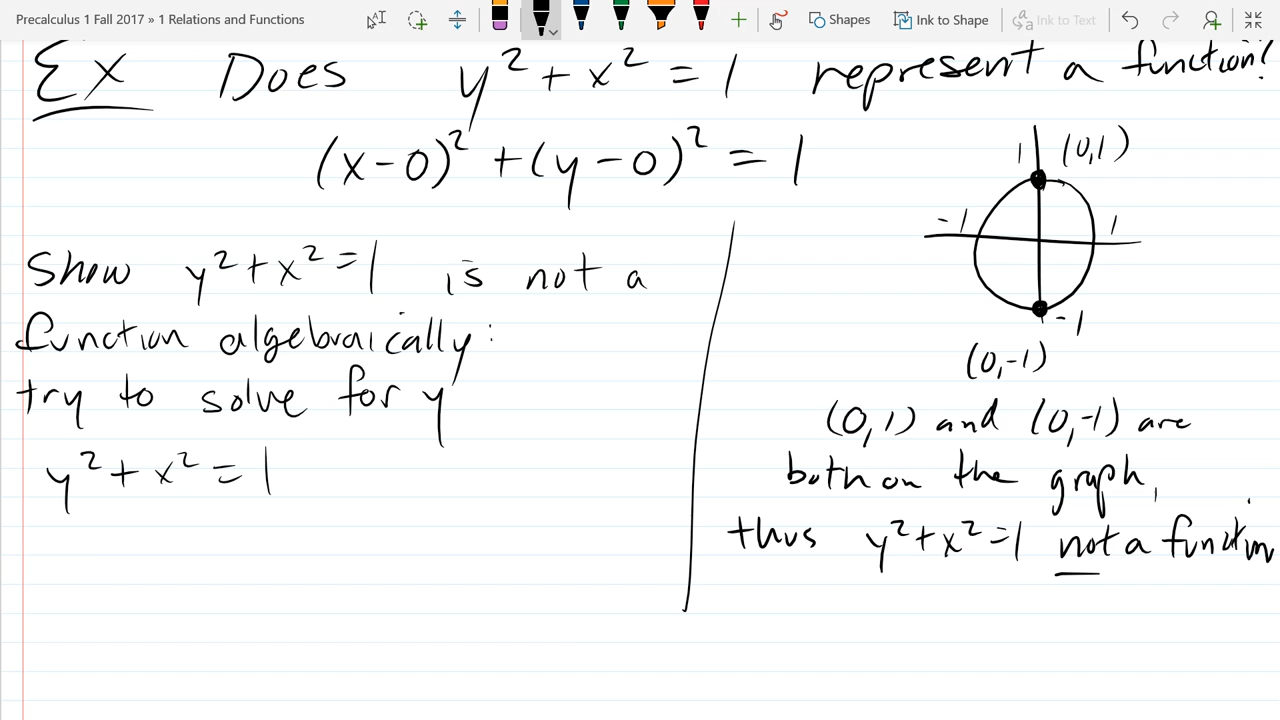 Precalculus 1 Fall 2017 » 1 Relations and Functions
Shapes
Ink to Shape
Ink to Text
Ex Does y² + x² = 1 represent a function?
(x-0)² + (y-0)² = 1
Show y² + x² = 1 is not a
function algebraically:
try to solve for y
y² + x² = 1
1 (0,1)
-1 1
-1
(0,-1)
(0,1) and (0,-1) are
both on the graph,
thus y² + x² = 1 not a function